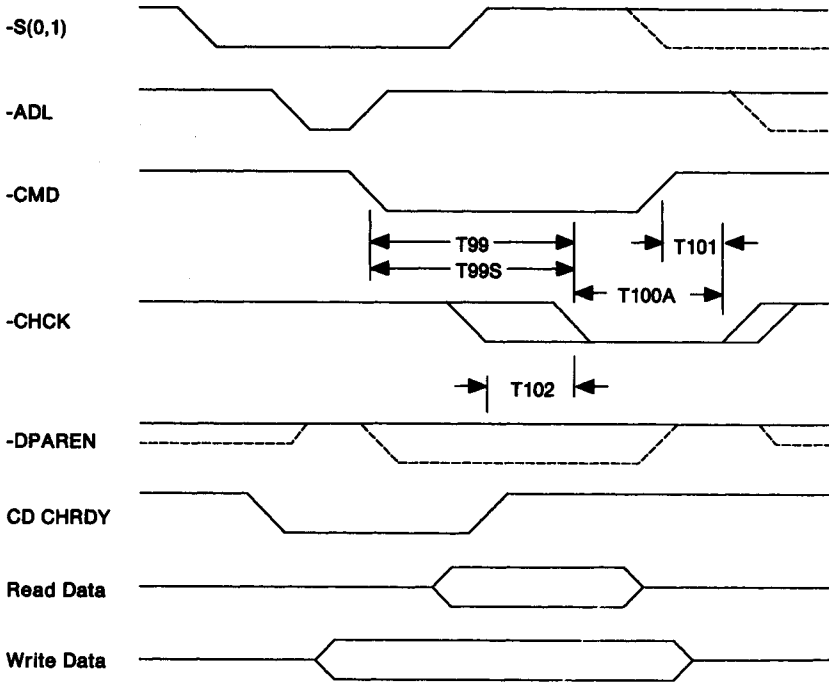 -S(0,1)
-ADL
-CMD
T99
T101
T99S
T100A
-CHCK
T102
-DPAREN
CD CHRDY
Read Data
Write Data